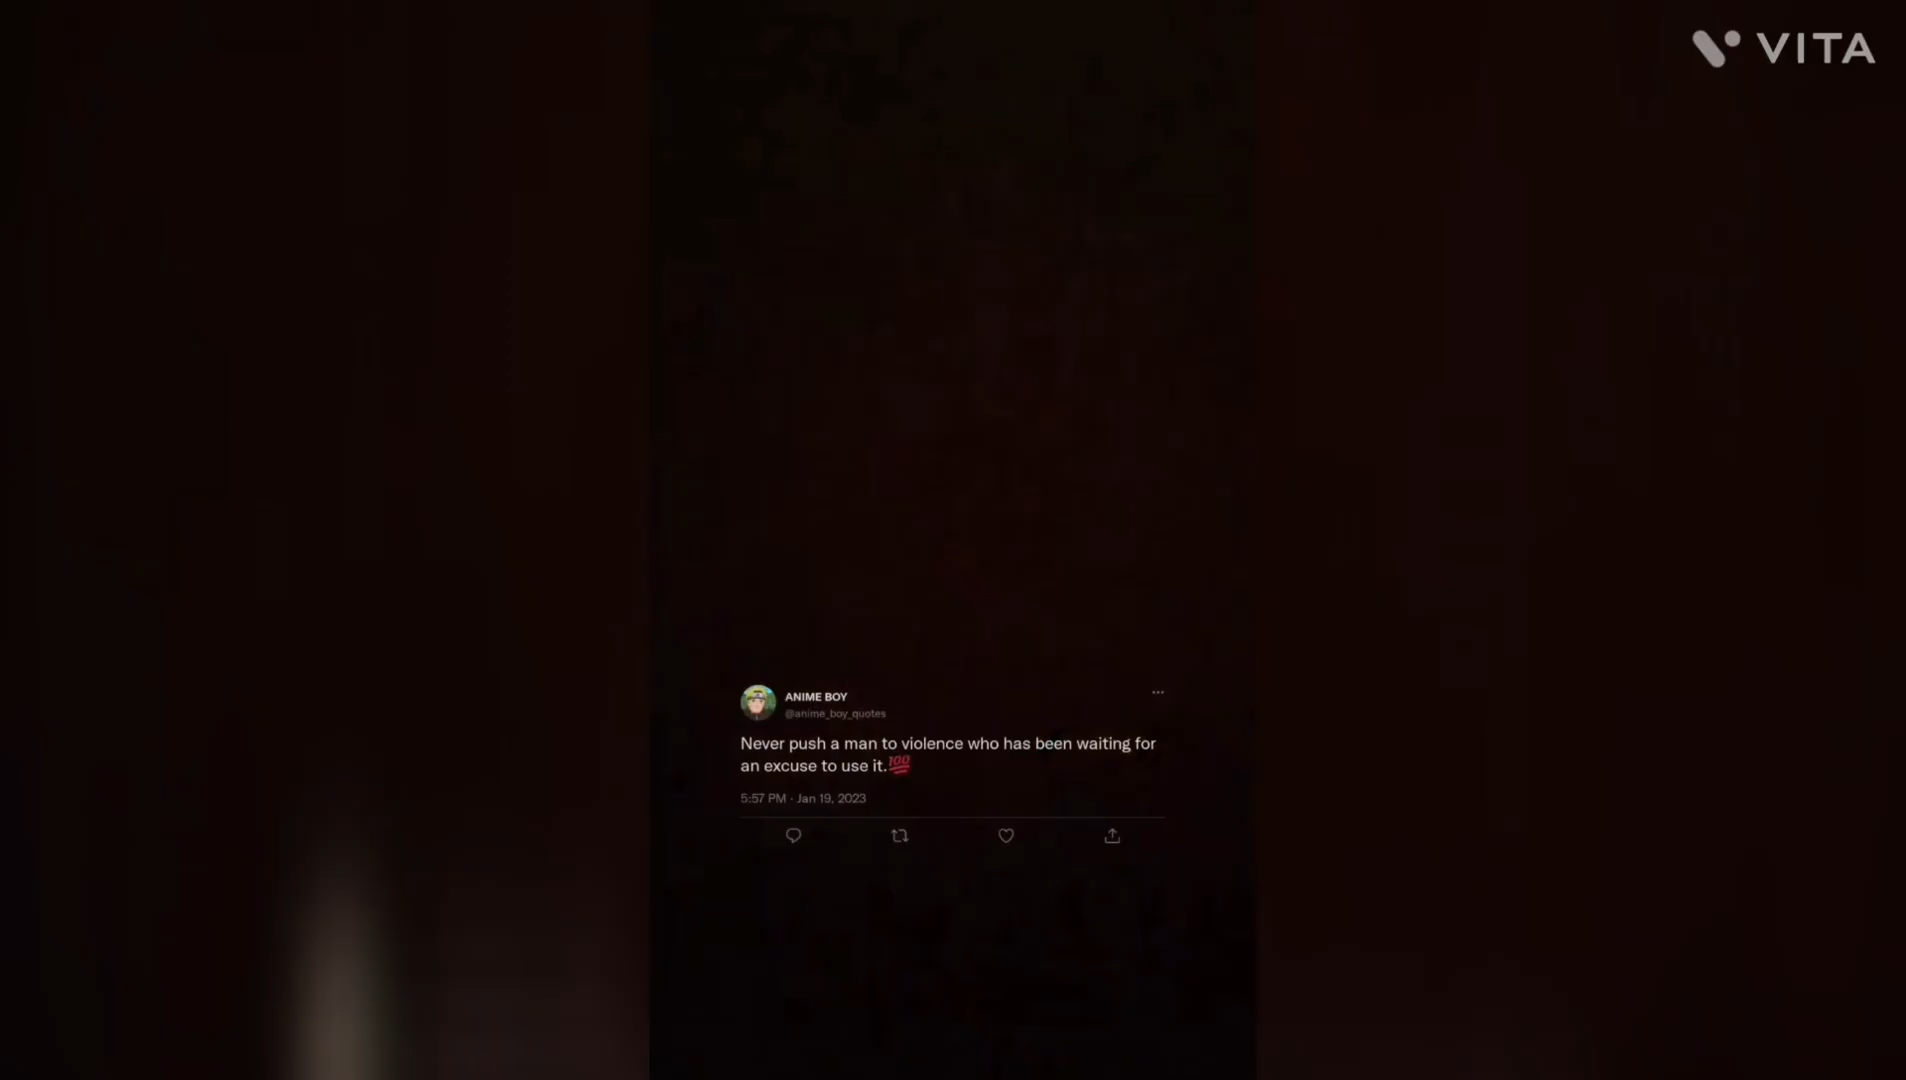 VITA
ANIME BOY
@anime_boy_quotes
Never push a man to violence who has been waiting for
an excuse to use it.💯
5:57 PM · Jan 19, 2023